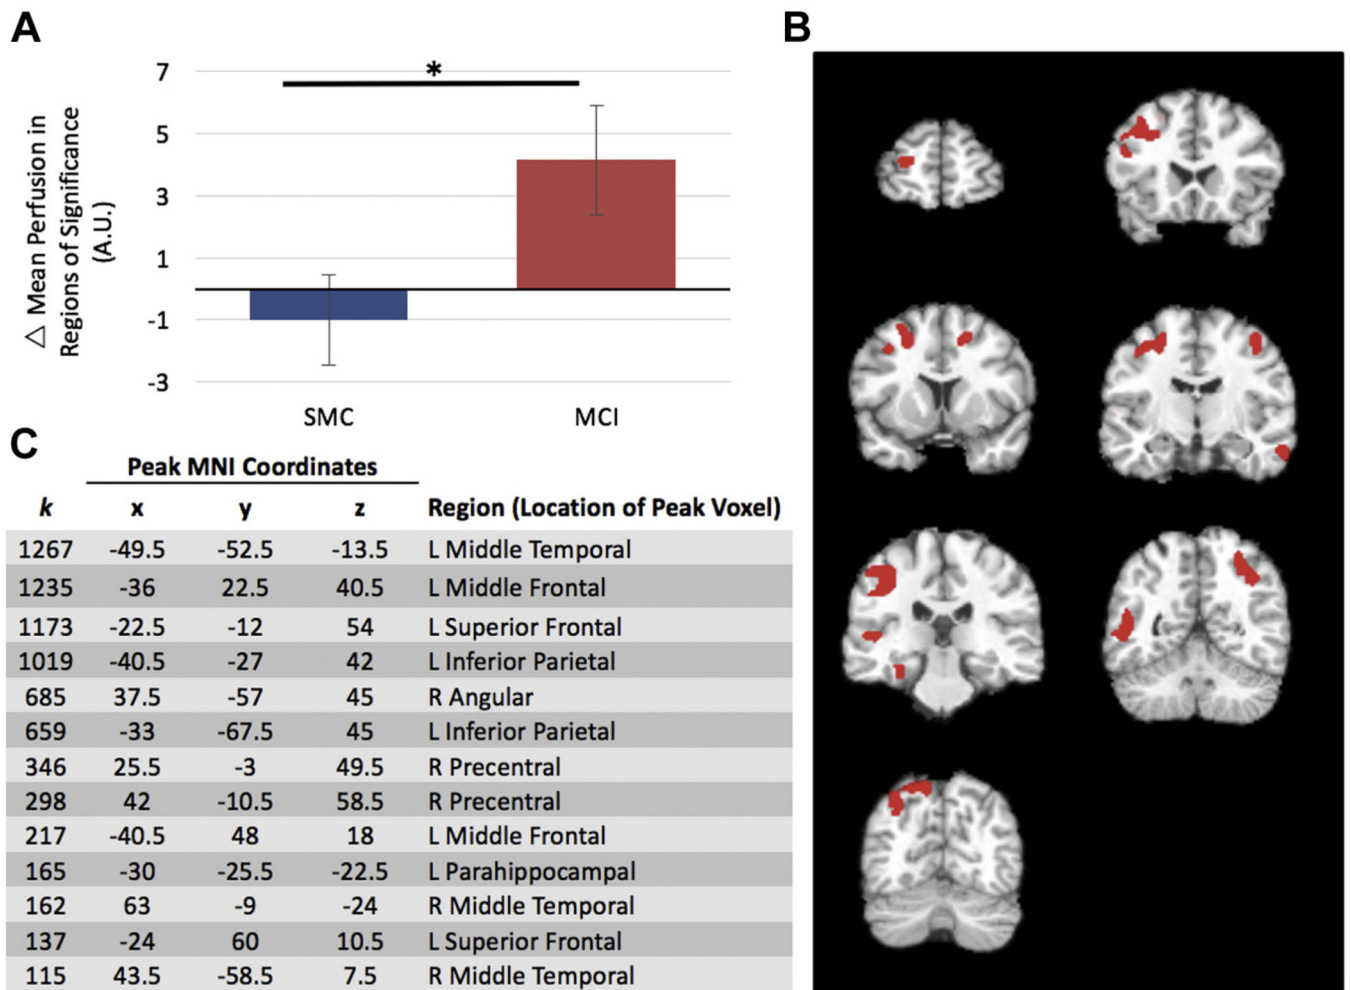 A
7
*
5
3
1
-1
-3
△ Mean Perfusion in
Regions of Significance
(A.U.)
SMC MCI
B
C
Peak MNI Coordinates
k x y z Region (Location of Peak Voxel)
1267 -49.5 -52.5 -13.5 L Middle Temporal
1235 -36 22.5 40.5 L Middle Frontal
1173 -22.5 -12 54 L Superior Frontal
1019 -40.5 -27 42 L Inferior Parietal
685 37.5 -57 45 R Angular
659 -33 -67.5 45 L Inferior Parietal
346 25.5 -3 49.5 R Precentral
298 42 -10.5 58.5 R Precentral
217 -40.5 48 18 L Middle Frontal
165 -30 -25.5 -22.5 L Parahippocampal
162 63 -9 -24 R Middle Temporal
137 -24 60 10.5 L Superior Frontal
115 43.5 -58.5 7.5 R Middle Temporal